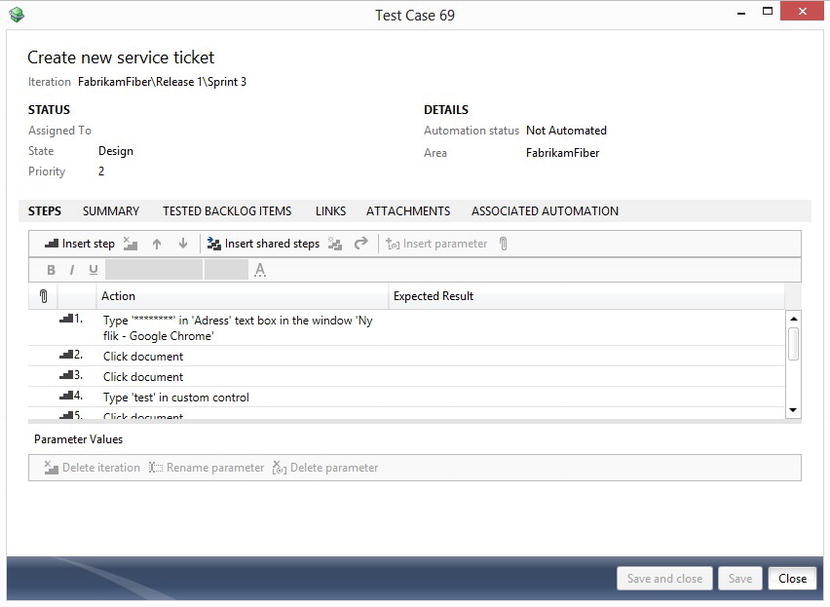 Test Case 69
Create new service ticket
Iteration FabrikamFiber\Release 1\Sprint 3
STATUS DETAILS
Assigned To Automation status Not Automated
State Design Area FabrikamFiber
Priority 2
STEPS SUMMARY TESTED BACKLOG ITEMS LINKS ATTACHMENTS ASSOCIATED AUTOMATION
Insert step Insert shared steps Insert parameter
B I U A
Action Expected Result
1. Type '********' in 'Adress' text box in the window 'Ny
flik - Google Chrome'
2. Click document
3. Click document
4. Type 'test' in custom control
5. Click document
Parameter Values
Delete iteration Rename parameter Delete parameter
Save and close Save Close